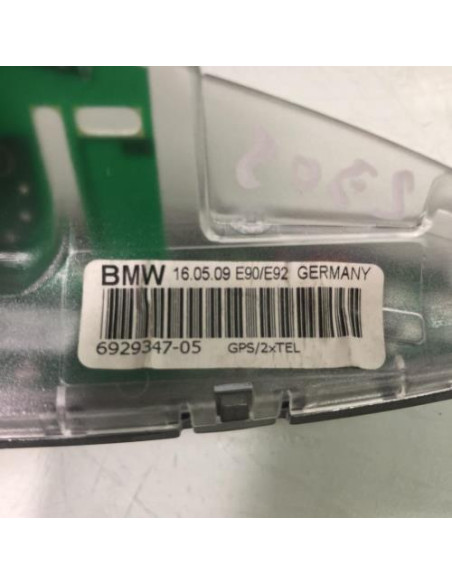 BMW 16.05.09 E90/E92 GERMANY
6929347-05 GPS/2xTEL